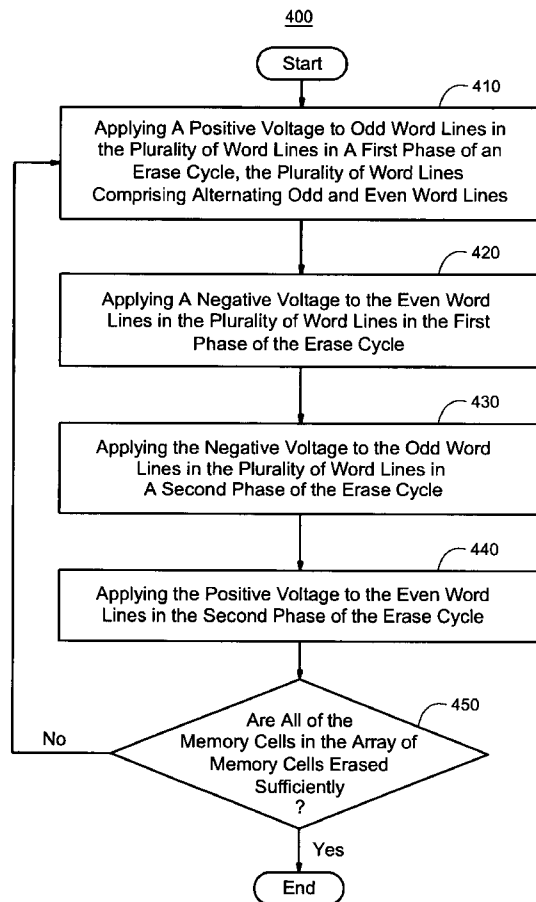 400
Start
410
Applying A Positive Voltage to Odd Word Lines in
the Plurality of Word Lines in A First Phase of an
Erase Cycle, the Plurality of Word Lines
Comprising Alternating Odd and Even Word Lines
420
Applying A Negative Voltage to the Even Word
Lines in the Plurality of Word Lines in the First
Phase of the Erase Cycle
430
Applying the Negative Voltage to the Odd Word
Lines in the Plurality of Word Lines in
A Second Phase of the Erase Cycle
440
Applying the Positive Voltage to the Even Word
Lines in the Second Phase of the Erase Cycle
450
Are All of the
Memory Cells in the Array of
Memory Cells Erased
Sufficiently
?
No
Yes
End